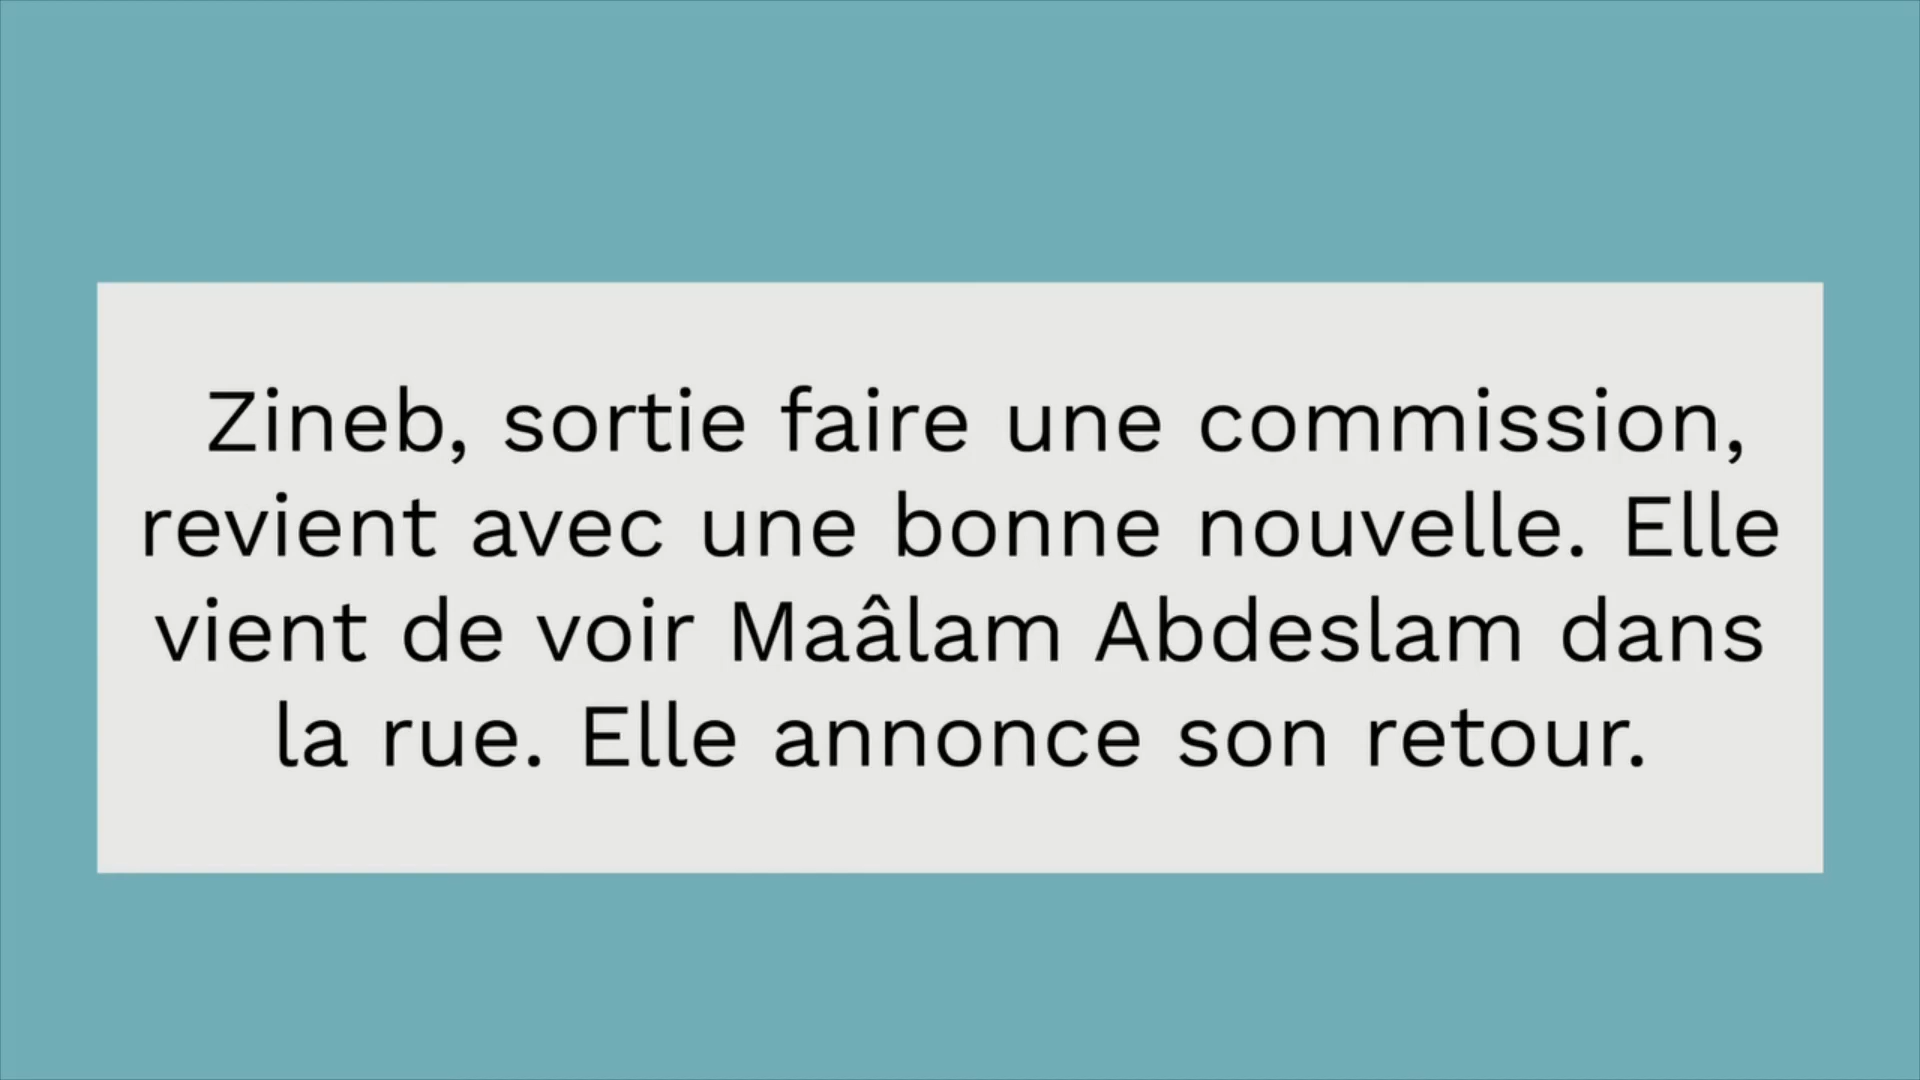 Zineb, sortie faire une commission,
revient avec une bonne nouvelle. Elle
vient de voir Maâlam Abdeslam dans
la rue. Elle annonce son retour.